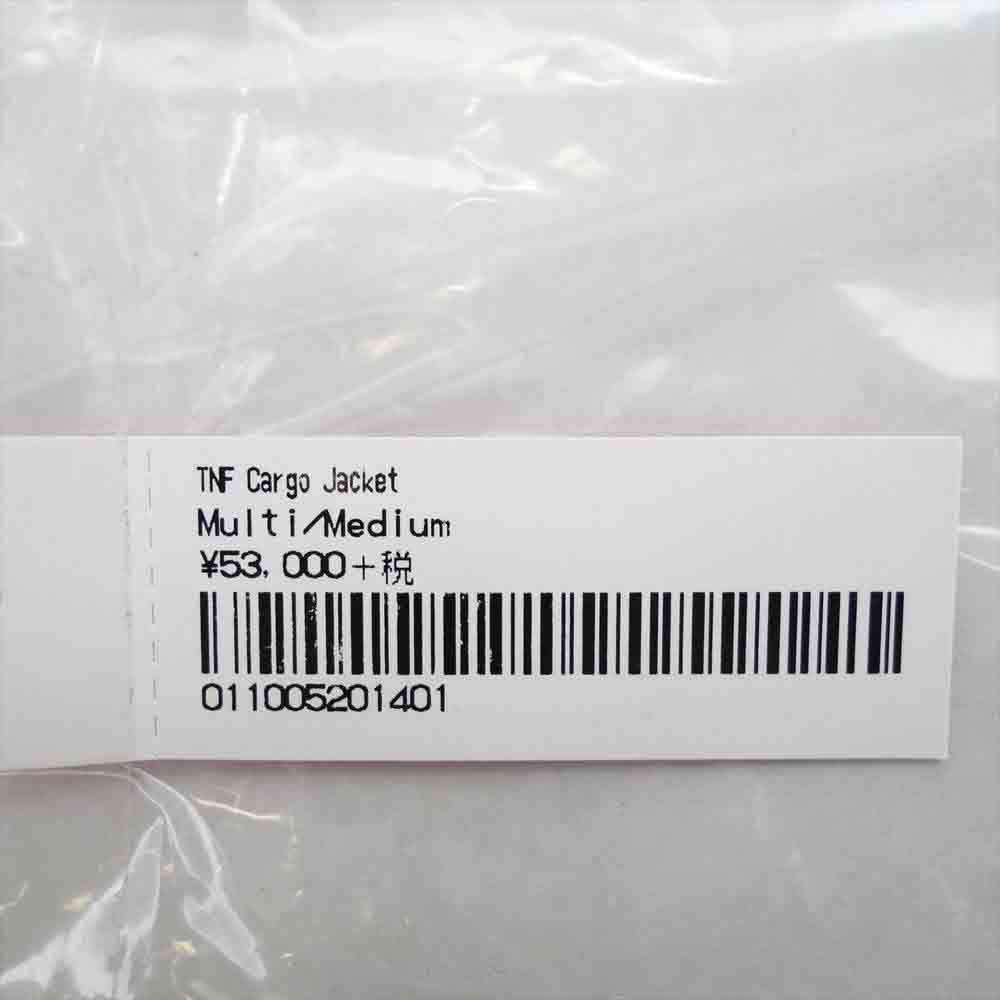 TNF Cargo Jacket
Multi/Medium
¥53,000+税
011005201401